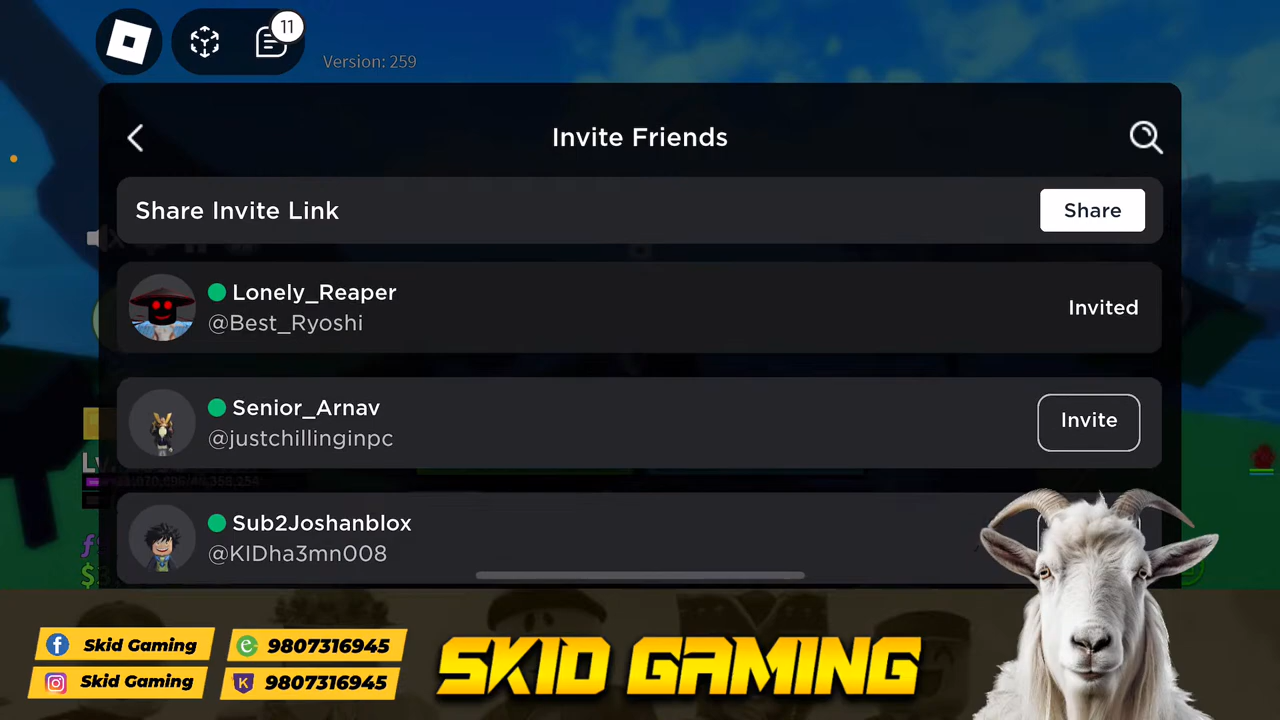 11
Version: 259
Invite Friends
Share Invite Link
Share
Lonely_Reaper
@Best_Ryoshi
Invited
Senior_Arnav
@justchillinginpc
Invite
Sub2Joshanblox
@KIDha3mn008
Skid Gaming
9807316945
Skid Gaming
9807316945
SKID GAMING